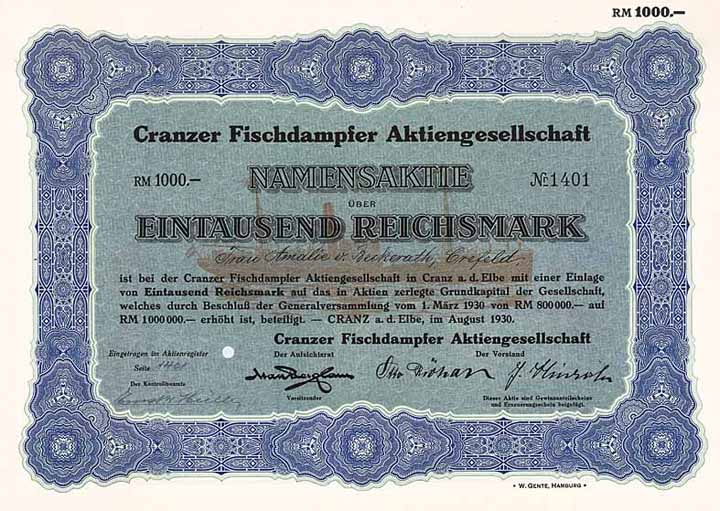 RM 1000.—
Cranzer Fischdampfer Aktiengesellschaft
RM 1000.— NAMENSAKTIE № 1401
ÜBER
EINTAUSEND REICHSMARK
Frau Amalie v. Beckerath, Crefeld
ist bei der Cranzer Fischdampfer Aktiengesellschaft in Cranz a. d. Elbe mit einer Einlage
von Eintausend Reichsmark auf das in Aktien zerlegte Grundkapital der Gesellschaft,
welches durch Beschluß der Generalversammlung vom 1. März 1930 von RM 800000.— auf
RM 1000000.— erhöht ist, beteiligt. — CRANZ a. d. Elbe, im August 1930.
Cranzer Fischdampfer Aktiengesellschaft
Eingetragen im Aktienregister Der Aufsichtsrat Der Vorstand
Seite 1401
Der Kontrollbeamte
Vorsitzender
Otto
Dieser Aktie sind Gewinnanteilscheine
und Erneuerungsschein beigefügt.
* W. GENTE, HAMBURG *